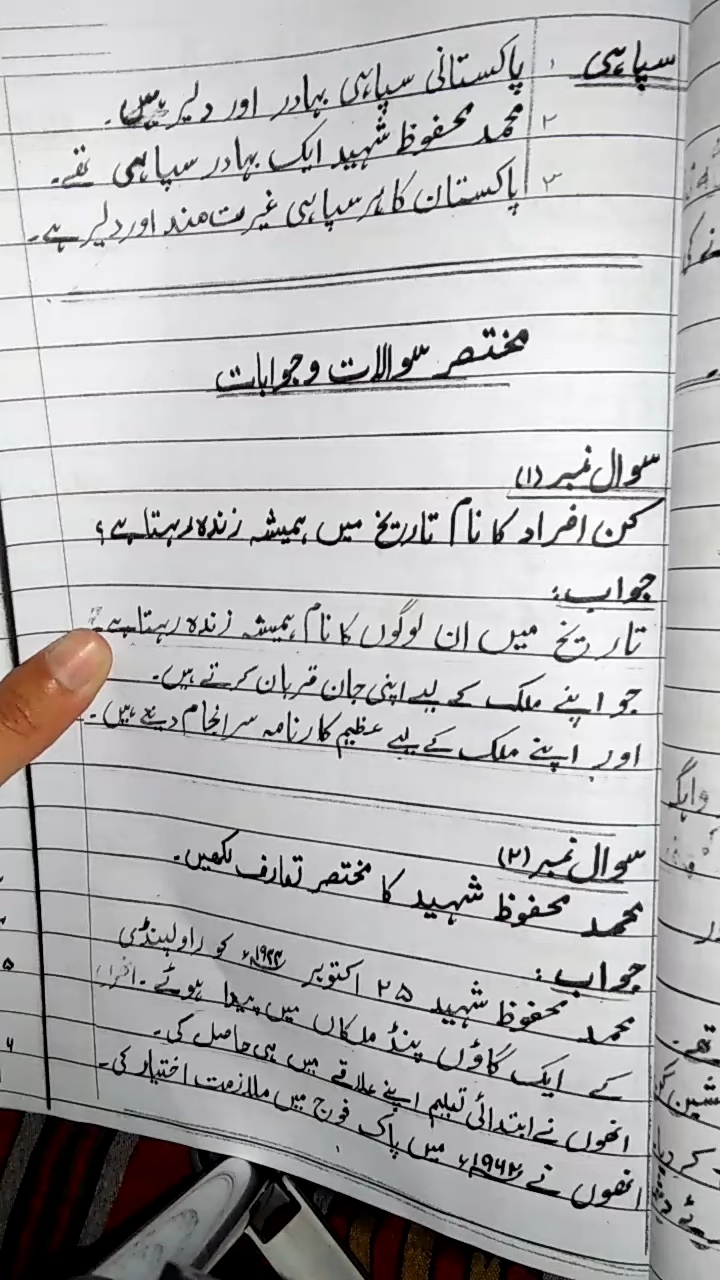 سپاہی ۱ پاکستانی سپاہی بہادر اور دلیر ہیں۔
۲ محمد محفوظ شہید ایک بہادر سپاہی تھے۔
۳ پاکستان کا ہر سپاہی غیرت مند اور دلیر ہے۔
مختصر سوالات و جوابات
سوال نمبر (۱)
کن افراد کا نام تاریخ میں ہمیشہ زندہ رہتا ہے؟
جواب:
تاریخ میں ان لوگوں کا نام ہمیشہ زندہ رہتا ہے
جو اپنے ملک کے لیے اپنی جان قربان کرتے ہیں۔
اور اپنے ملک کے لیے عظیم کارنامہ سرانجام دیتے ہیں۔
سوال نمبر (۲)
محمد محفوظ شہید کا مختصر تعارف لکھیں۔
جواب:
محمد محفوظ شہید ۲۵ اکتوبر کو راولپنڈی
کے ایک گاؤں پنڈ ملکاں میں پیدا ہوئے۔
انھوں نے ابتدائی تعلیم اپنے علاقے میں ہی حاصل کی۔
انھوں نے ۱۹۶۲ء میں پاک فوج میں ملازمت اختیار کی۔